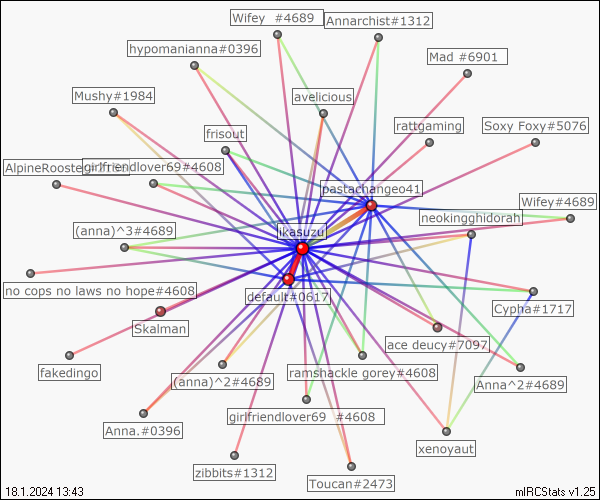 Wifey #4689
Annarchist#1312
hypomanianna#0396
Mad #6901
Mushy#1984
avelicious
frisout
rattgaming
Soxy Foxy#5076
girlfriendlover69#4608
pastachangeo41
Wifey#4689
neokingghidorah
(anna)^3#4689
ikasuzu
no cops no laws no hope#4608
default#0617
Cypha#1717
Skalman
ace deucy#7097
fakedingo
(anna)^2#4689
ramshackle gorey#4608
Anna^2#4689
girlfriendlover69 #4608
Anna.#0396
xenoyaut
zibbits#1312
Toucan#2473
18.1.2024 13:43
mIRCStats v1.25